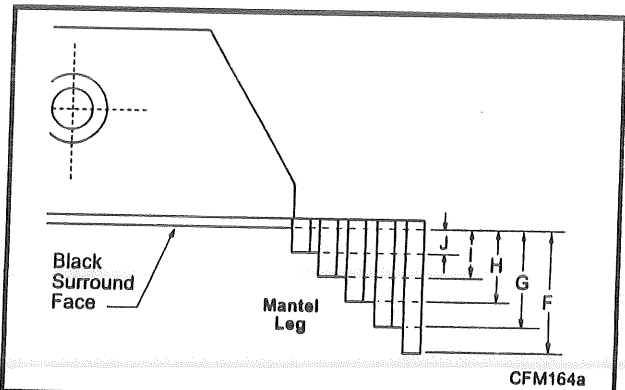 J
I
H
G
F
Black
Surround
Face
Mantel
Leg
CFM164a